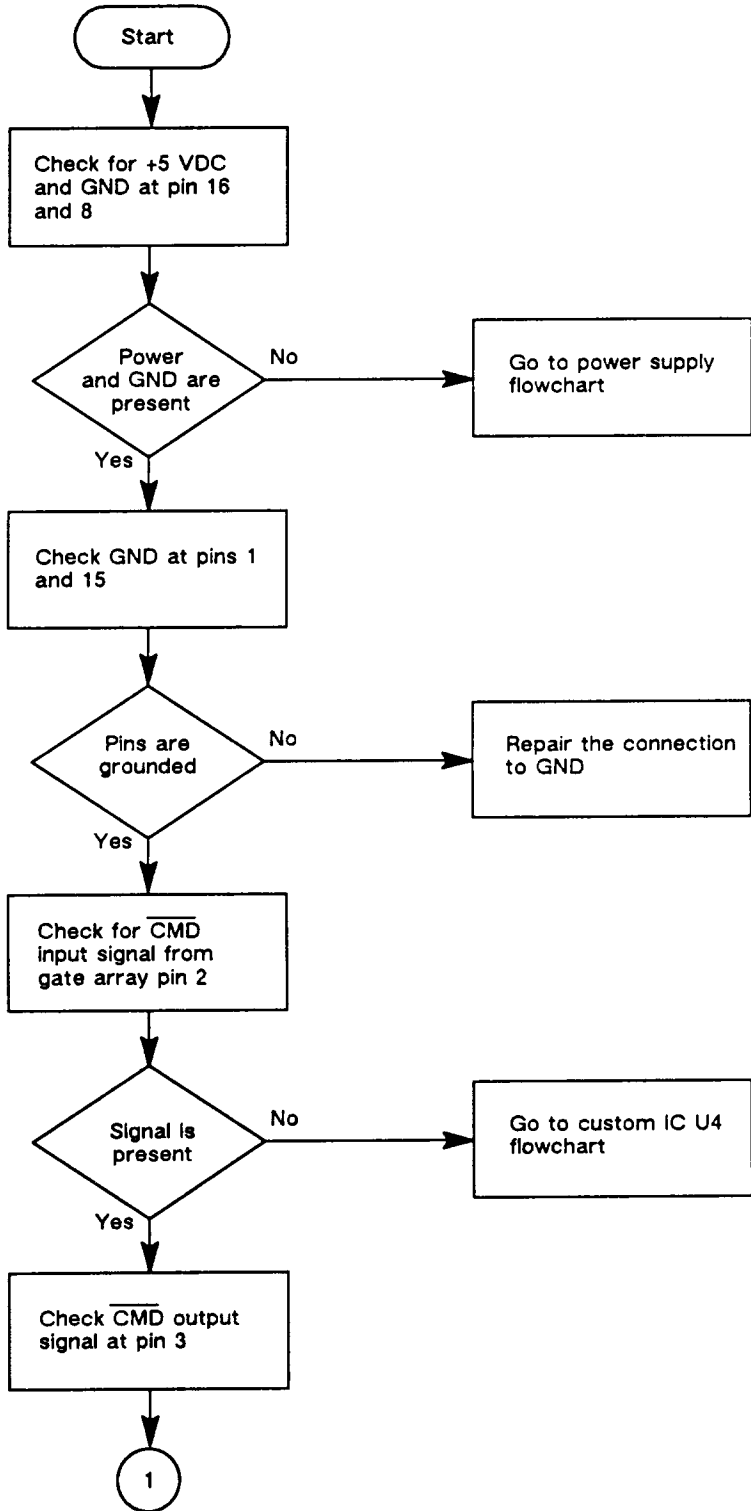 Start
Check for +5 VDC
and GND at pin 16
and 8
Power
and GND are
present
No
Go to power supply
flowchart
Yes
Check GND at pins 1
and 15
Pins are
grounded
No
Repair the connection
to GND
Yes
Check for C̅M̅D̅
input signal from
gate array pin 2
Signal is
present
No
Go to custom IC U4
flowchart
Yes
Check C̅M̅D̅ output
signal at pin 3
1